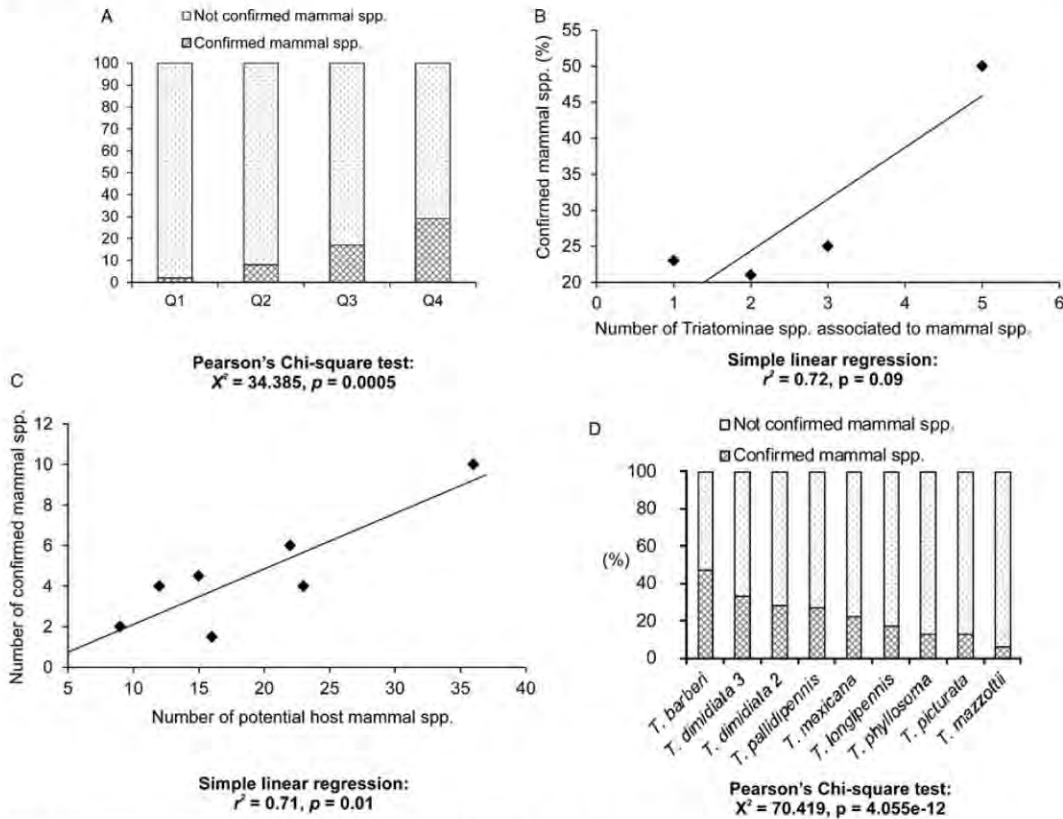 A
Not confirmed mammal spp.
Confirmed mammal spp.
100
90
80
70
60
50
40
30
20
10
0
Q1 Q2 Q3 Q4
Pearson's Chi-square test:
X² = 34.385, p = 0.0005
B
Confirmed mammal spp. (%)
55
50
45
40
35
30
25
20
0 1 2 3 4 5 6
Number of Triatominae spp. associated to mammal spp.
Simple linear regression:
r² = 0.72, p = 0.09
C
Number of confirmed mammal spp.
12
10
8
6
4
2
0
5 10 15 20 25 30 35 40
Number of potential host mammal spp.
Simple linear regression:
r² = 0.71, p = 0.01
D
Not confirmed mammal spp.
Confirmed mammal spp.
(%)
100
80
60
40
20
0
T. barberi
T. dimidiata 3
T. dimidiata 2
T. pallidipennis
T. mexicana
T. longipennis
T. phyllosoma
T. picturata
T. mazzottii
Pearson's Chi-square test:
X² = 70.419, p = 4.055e-12